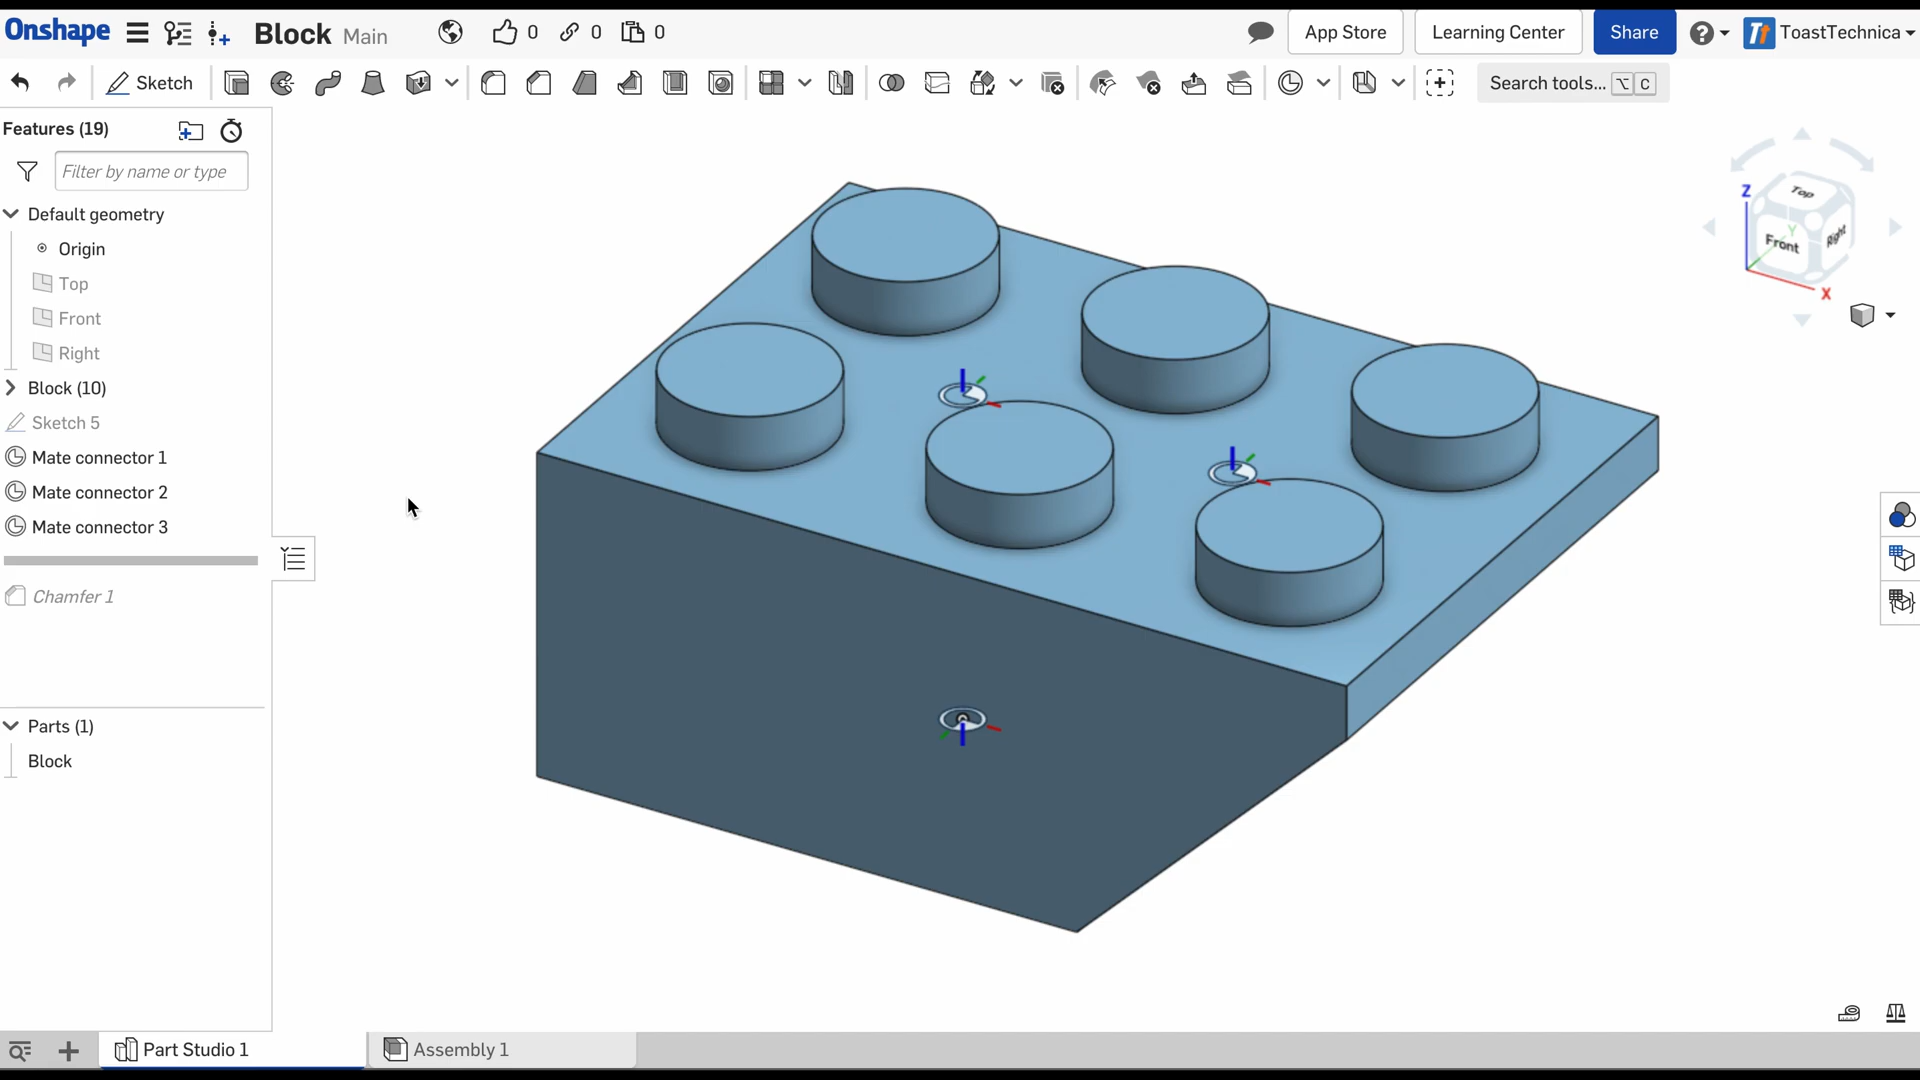 Onshape Block Main 0 0 0 App Store Learning Center Share ToastTechnica
Sketch Search tools... ⌥ C
Features (19)
Filter by name or type
Default geometry
Origin
Top
Front
Right
Block (10)
Sketch 5
Mate connector 1
Mate connector 2
Mate connector 3
Chamfer 1
Parts (1)
Block
Z
Top
Front
Right
Y
X
Part Studio 1 Assembly 1